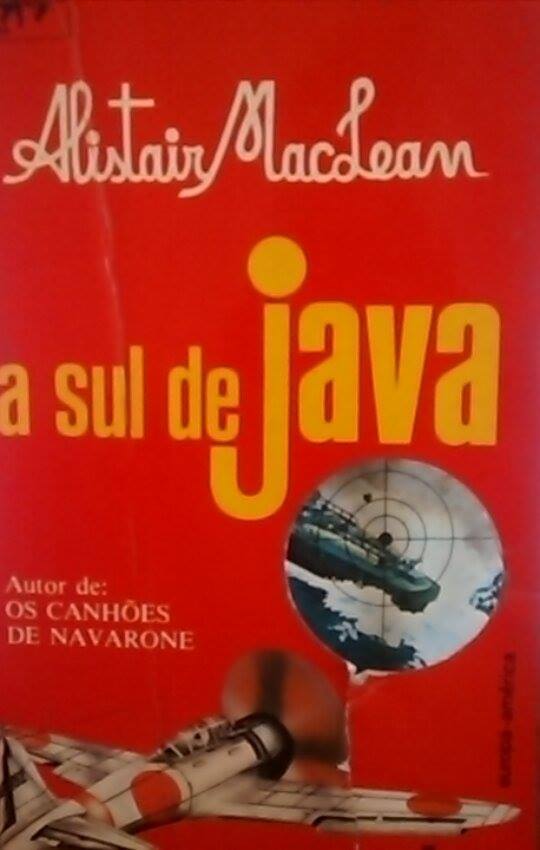 Alistair MacLean
a sul de java
Autor de:
OS CANHÕES
DE NAVARONE
europa-américa